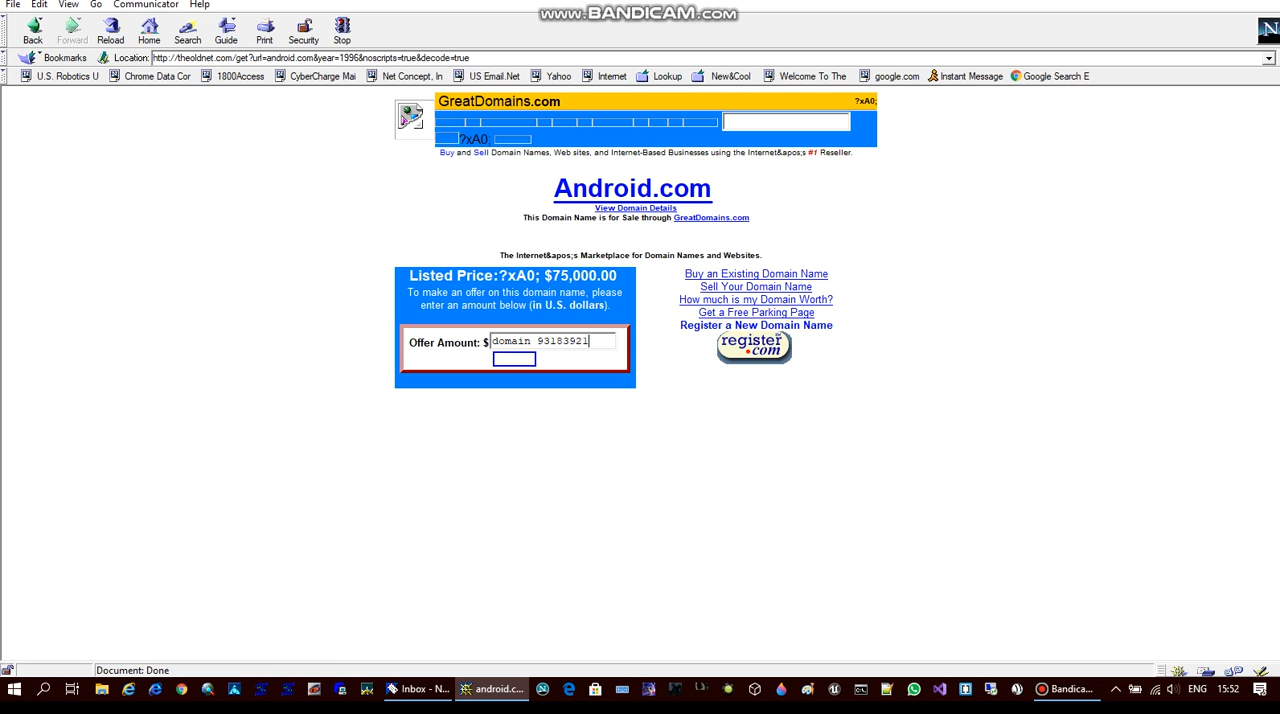 File Edit View Go Communicator Help
www.BANDICAM.com
Back Forward Reload Home Search Guide Print Security Stop
N
Bookmarks Location: http://theoldnet.com/get?url=android.com&year=1996&noscripts=true&decode=true
U.S. Robotics U Chrome Data Cor 1800Access CyberCharge Mai Net Concept, In US Email.Net Yahoo Internet Lookup New&Cool Welcome To The google.com Instant Message Google Search E
GreatDomains.com ?xA0;
?xA0;
Buy and Sell Domain Names, Web sites, and Internet-Based Businesses using the Internet&apos;s #1 Reseller.
Android.com
View Domain Details
This Domain Name is for Sale through GreatDomains.com
The Internet&apos;s Marketplace for Domain Names and Websites.
Listed Price:?xA0; $75,000.00
To make an offer on this domain name, please
enter an amount below (in U.S. dollars).
Offer Amount: $ domain 93183921
Buy an Existing Domain Name
Sell Your Domain Name
How much is my Domain Worth?
Get a Free Parking Page
Register a New Domain Name
register
.com
Document: Done
Inbox - N... android.c... Bandica... ENG 15:52